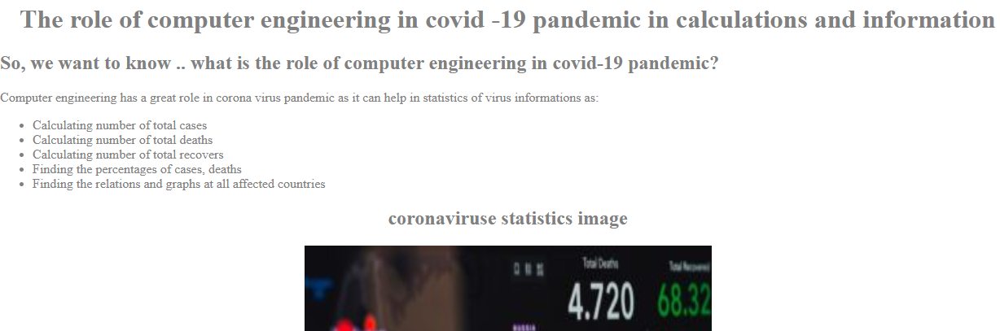 The role of computer engineering in covid -19 pandemic in calculations and information
So, we want to know .. what is the role of computer engineering in covid-19 pandemic?
Computer engineering has a great role in corona virus pandemic as it can help in statistics of virus informations as:
• Calculating number of total cases
• Calculating number of total deaths
• Calculating number of total recovers
• Finding the percentages of cases, deaths
• Finding the relations and graphs at all affected countries
coronaviruse statistics image
Total Deaths
Total Recovered
4.720
68.32